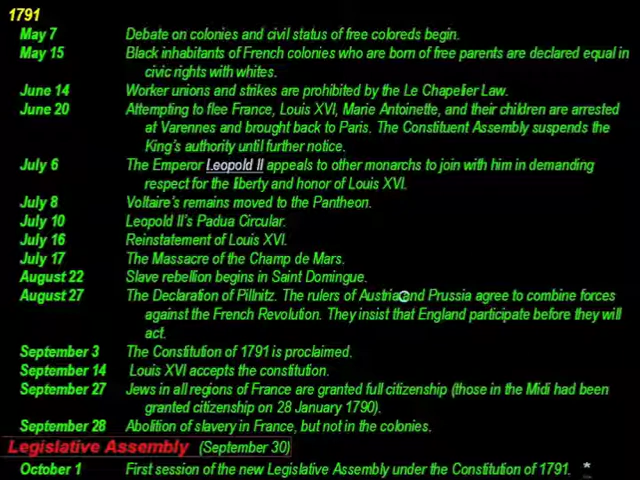 1791
May 7 Debate on colonies and civil status of free coloreds begin.
May 15 Black inhabitants of French colonies who are born of free parents are declared equal in
civic rights with whites.
June 14 Worker unions and strikes are prohibited by the Le Chapelier Law.
June 20 Attempting to flee France, Louis XVI, Marie Antoinette, and their children are arrested
at Varennes and brought back to Paris. The Constituent Assembly suspends the
King's authority until further notice.
July 6 The Emperor Leopold II appeals to other monarchs to join with him in demanding
respect for the liberty and honor of Louis XVI.
July 8 Voltaire's remains moved to the Pantheon.
July 10 Leopold II's Padua Circular.
July 16 Reinstatement of Louis XVI.
July 17 The Massacre of the Champ de Mars.
August 22 Slave rebellion begins in Saint Domingue.
August 27 The Declaration of Pillnitz. The rulers of Austria and Prussia agree to combine forces
against the French Revolution. They insist that England participate before they will
act.
September 3 The Constitution of 1791 is proclaimed.
September 14 Louis XVI accepts the constitution.
September 27 Jews in all regions of France are granted full citizenship (those in the Midi had been
granted citizenship on 28 January 1790).
September 28 Abolition of slavery in France, but not in the colonies.
Legislative Assembly (September 30)
October 1 First session of the new Legislative Assembly under the Constitution of 1791. *